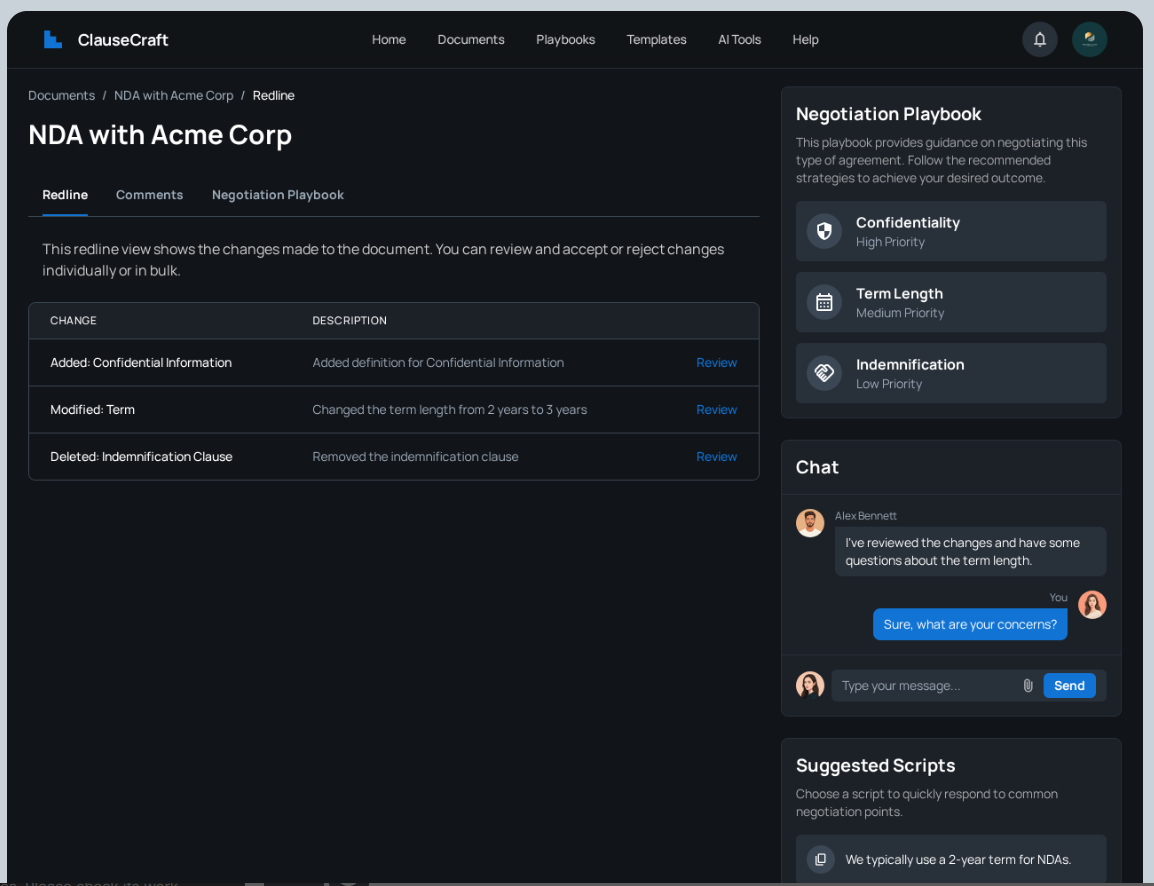 ClauseCraft
Home Documents Playbooks Templates AI Tools Help
Documents / NDA with Acme Corp / Redline
NDA with Acme Corp
Redline Comments Negotiation Playbook
This redline view shows the changes made to the document. You can review and accept or reject changes
individually or in bulk.
CHANGE DESCRIPTION
Added: Confidential Information Added definition for Confidential Information Review
Modified: Term Changed the term length from 2 years to 3 years Review
Deleted: Indemnification Clause Removed the indemnification clause Review
Negotiation Playbook
This playbook provides guidance on negotiating this
type of agreement. Follow the recommended
strategies to achieve your desired outcome.
Confidentiality
High Priority
Term Length
Medium Priority
Indemnification
Low Priority
Chat
Alex Bennett
I've reviewed the changes and have some
questions about the term length.
You
Sure, what are your concerns?
Type your message... Send
Suggested Scripts
Choose a script to quickly respond to common
negotiation points.
We typically use a 2-year term for NDAs.